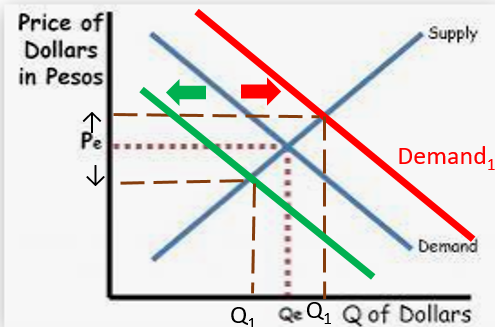 Price of
Dollars
in Pesos
Supply
Pe
Demand₁
Demand
Q₁
Qe
Q₁
Q of Dollars